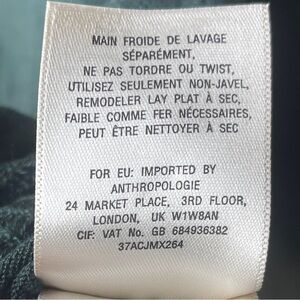 MAIN FROIDE DE LAVAGE
SÉPARÉMENT,
NE PAS TORDRE OU TWIST,
UTILISEZ SEULEMENT NON-JAVEL,
REMODELER LAY PLAT À SEC,
FAIBLE COMME FER NÉCESSAIRES,
PEUT ÊTRE NETTOYER À SEC
FOR EU: IMPORTED BY
ANTHROPOLOGIE
24 MARKET PLACE, 3RD FLOOR,
LONDON, UK W1W8AN
CIF: VAT No. GB 684936382
37ACJMX264